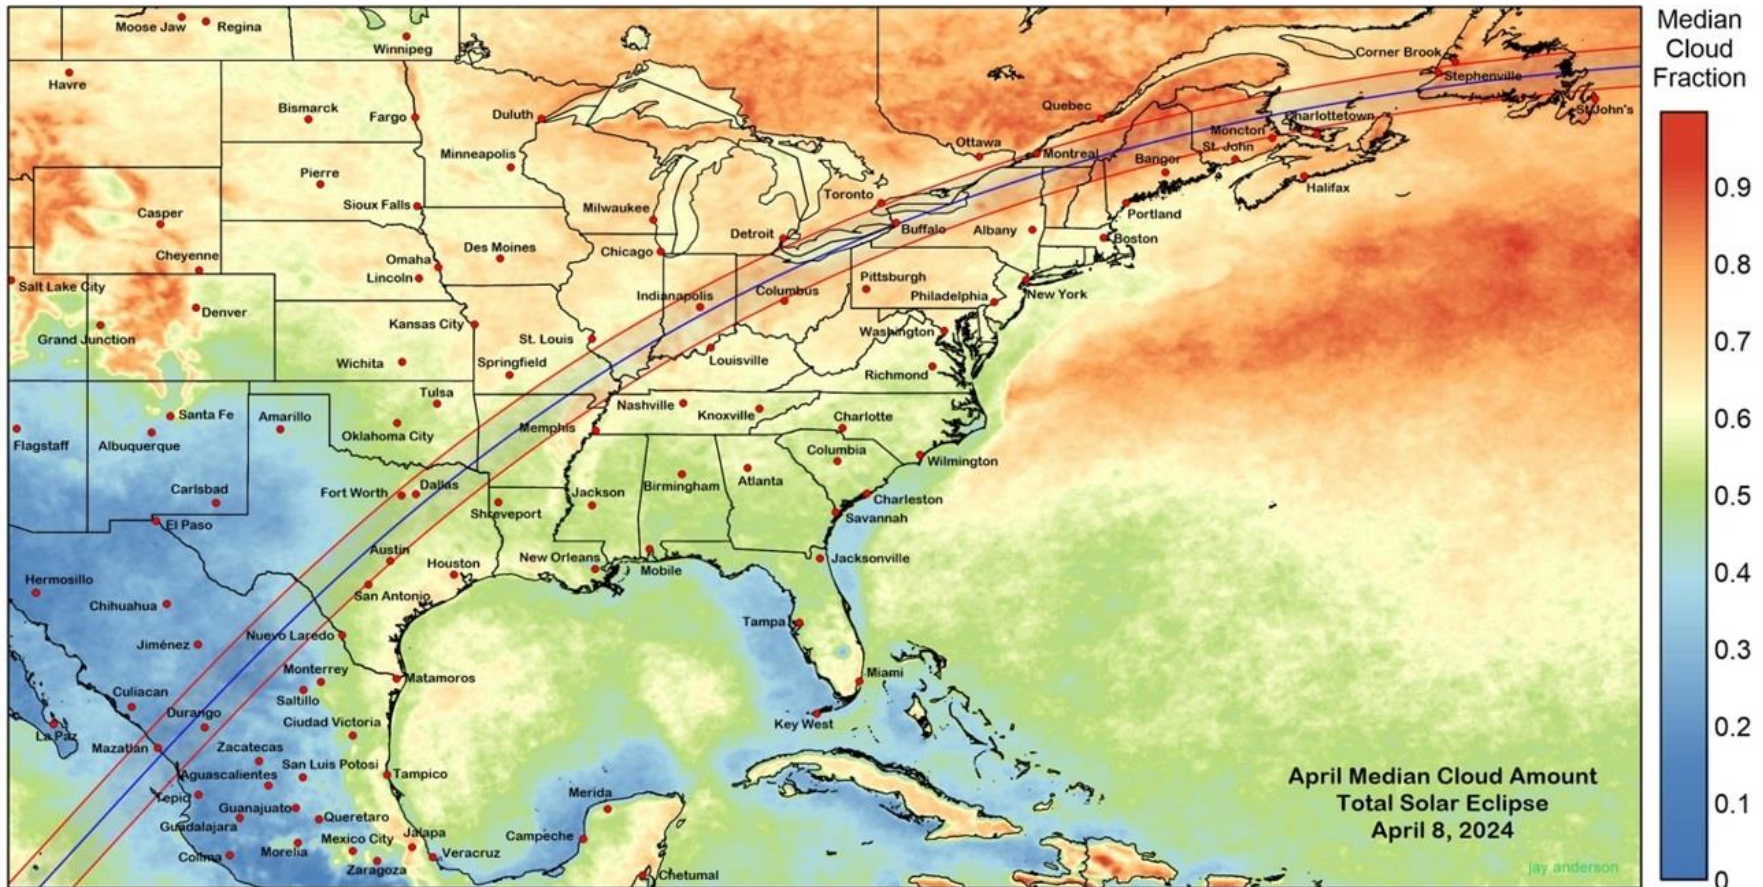 Moose Jaw
Regina
Winnipeg
Havre
Bismarck
Fargo
Duluth
Minneapolis
Pierre
Sioux Falls
Casper
Cheyenne
Salt Lake City
Denver
Grand Junction
Omaha
Lincoln
Des Moines
Milwaukee
Chicago
Detroit
Toronto
Ottawa
Quebec
Montreal
Buffalo
Albany
Bangor
Portland
Boston
Moncton
St. John
Charlottetown
Halifax
Corner Brook
Stephenville
St John's
Kansas City
Wichita
St. Louis
Springfield
Indianapolis
Columbus
Pittsburgh
Philadelphia
New York
Washington
Richmond
Louisville
Tulsa
Santa Fe
Amarillo
Oklahoma City
Flagstaff
Albuquerque
Memphis
Nashville
Knoxville
Charlotte
Columbia
Wilmington
Carlsbad
El Paso
Fort Worth
Dallas
Shreveport
Jackson
Birmingham
Atlanta
Charleston
Savannah
Austin
Houston
San Antonio
New Orleans
Mobile
Jacksonville
Hermosillo
Chihuahua
Jiménez
Nuevo Laredo
Monterrey
Saltillo
Matamoros
Tampa
Miami
Key West
Culiacan
Durango
La Paz
Mazatlan
Ciudad Victoria
Zacatecas
San Luis Potosi
Aguascalientes
Tampico
Tepic
Guanajuato
Queretaro
Guadalajara
Mexico City
Jalapa
Morelia
Colima
Zaragoza
Veracruz
Merida
Campeche
Chetumal
April Median Cloud Amount
Total Solar Eclipse
April 8, 2024
jay anderson
Median
Cloud
Fraction
0.9
0.8
0.7
0.6
0.5
0.4
0.3
0.2
0.1
0